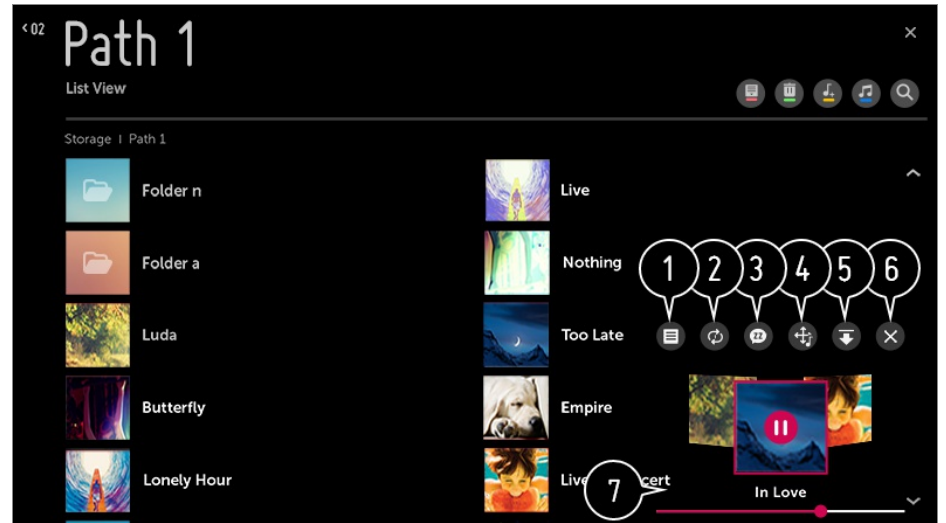 <02
Path 1
List View
Storage | Path 1
Folder n
Live
Folder a
Nothing
1 2 3 4 5 6
Luda
Too Late
zz
Butterfly
Empire
Lonely Hour
7
In Love